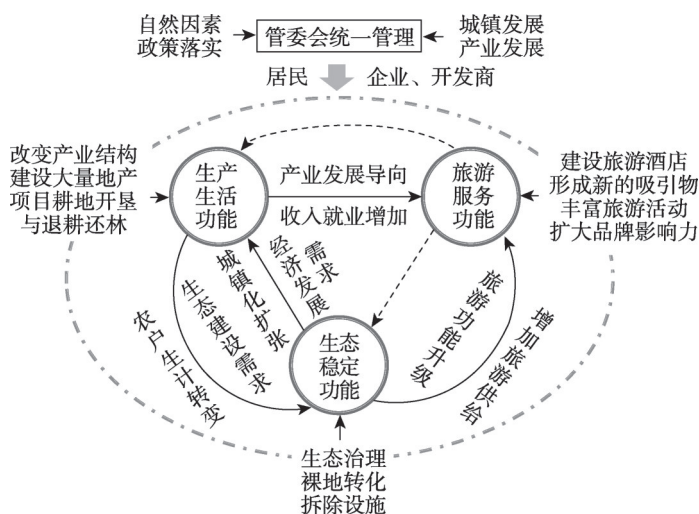 自然因素
政策落实
管委会统一管理
城镇发展
产业发展
居民
企业、开发商
改变产业结构
建设大量地产
项目耕地开垦
与退耕还林
生产
生活
功能
产业发展导向
收入就业增加
旅游
服务
功能
建设旅游酒店
形成新的吸引物
丰富旅游活动
扩大品牌影响力
农户生计转变
生态建设需求
城镇化扩张
经济发展
需求
生态
稳定
功能
旅游功能升级
增加旅游供给
生态治理
裸地转化
拆除设施